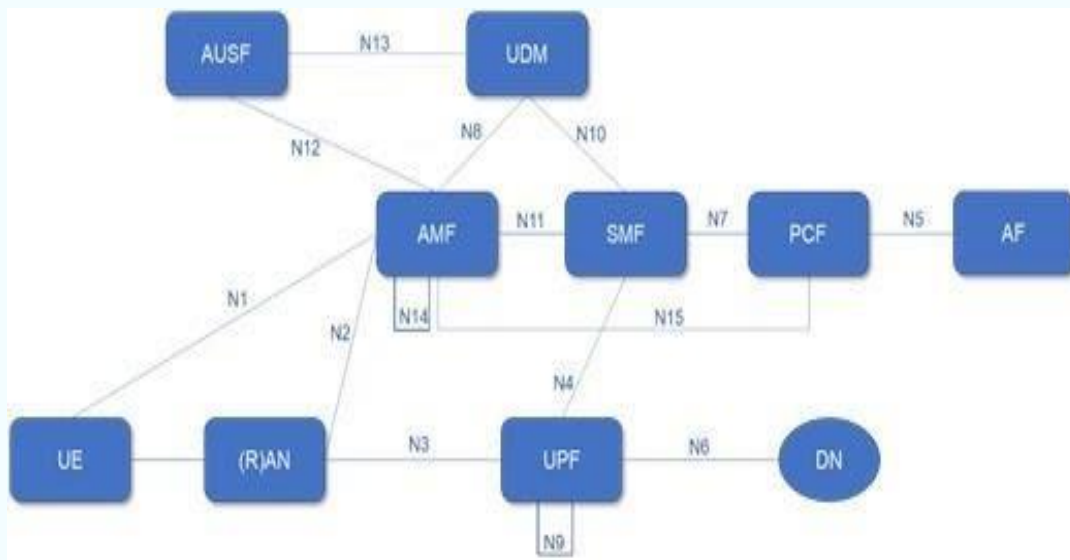 N13
AUSF
UDM
N12
N8
N10
AMF
N11
SMF
N7
PCF
N5
AF
N1
N2
N14
N15
N4
UE
(R)AN
N3
UPF
N6
DN
N9